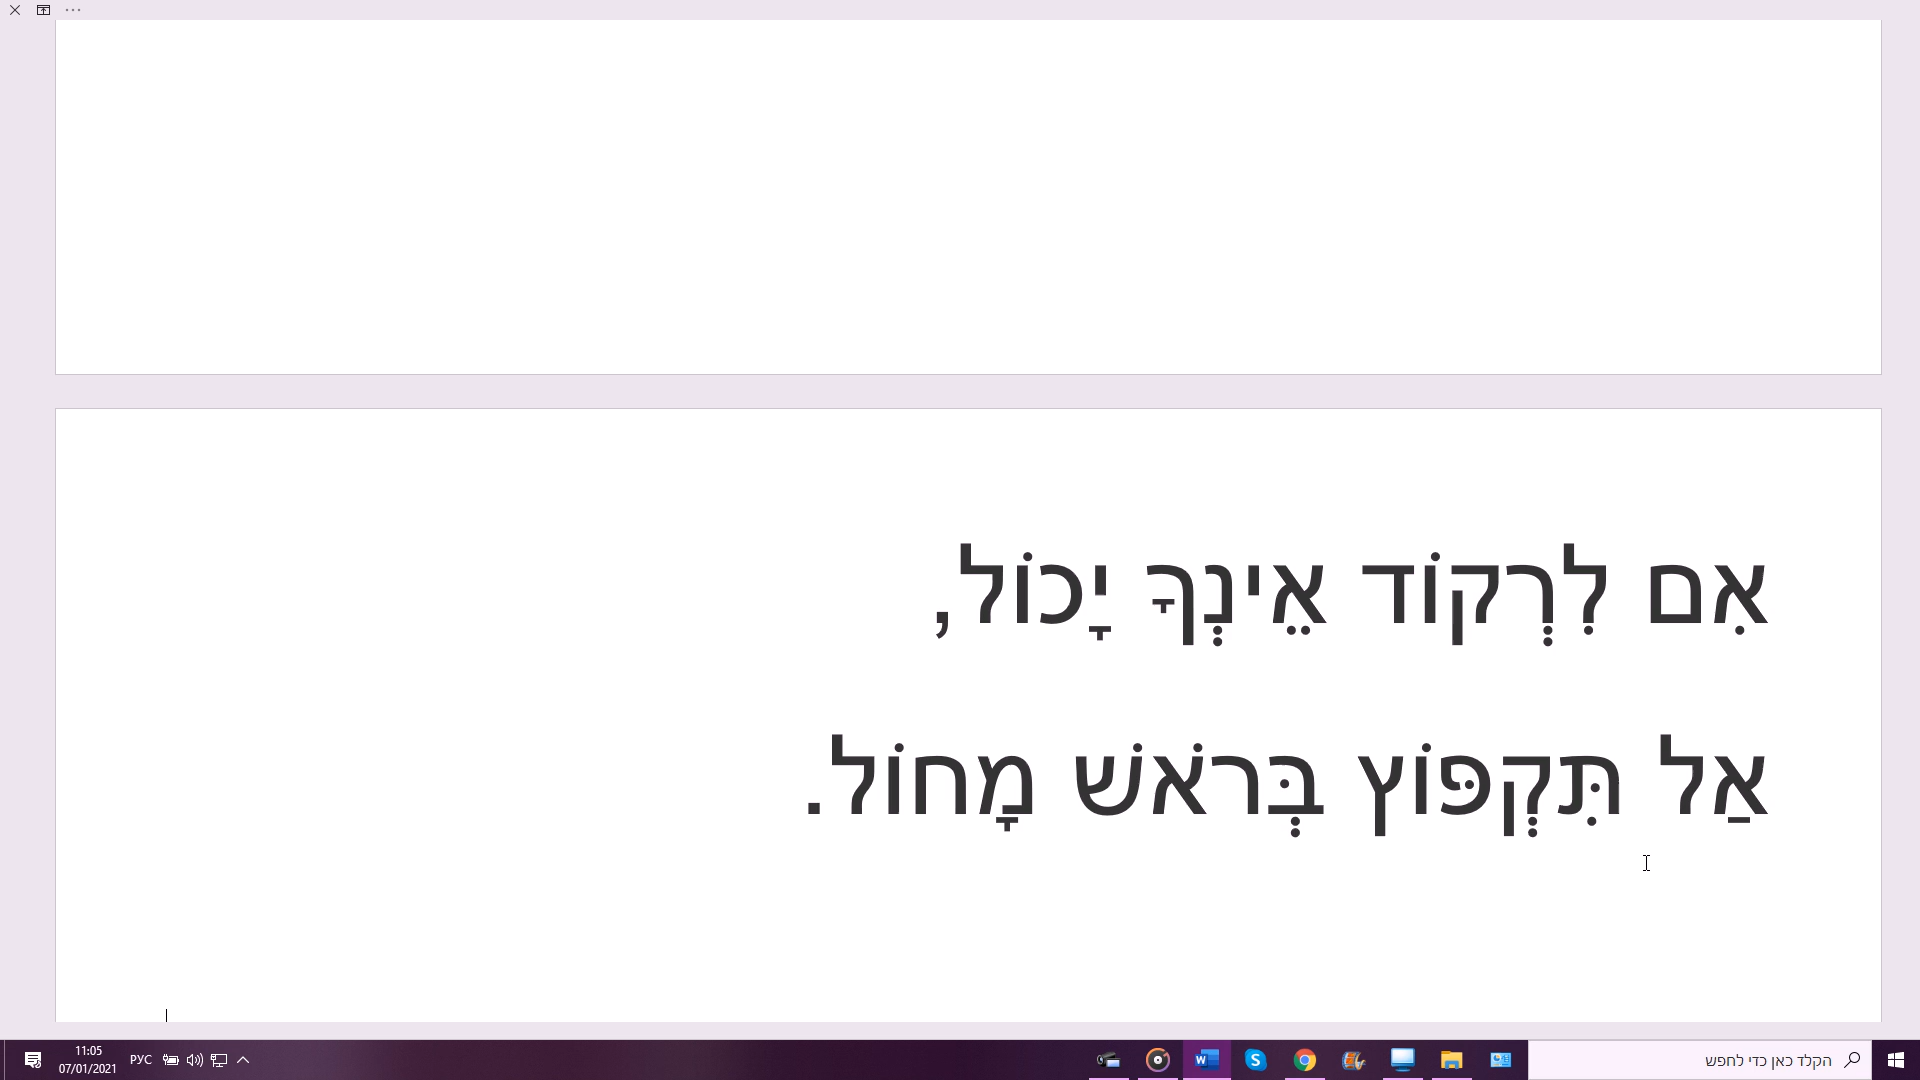 אִם לִרְקוֹד אֵינְךָ יָכוֹל,
אַל תִּקְפּוֹץ בְּרֹאשׁ מָחוֹל.
11:05
07/01/2021
РУС
הקלד כאן כדי לחפש